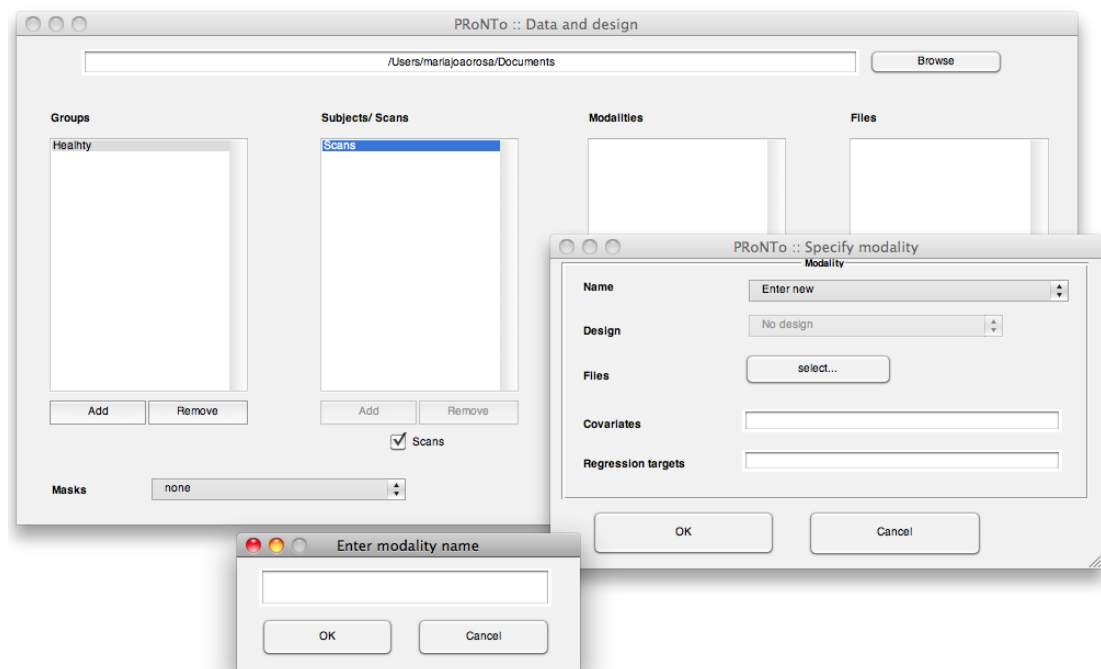 PRoNTo :: Data and design
/Users/mariajoaorosa/Documents
Browse
Groups
Subjects/ Scans
Modalities
Files
Healhty
Scans
Add
Remove
Add
Remove
Scans
Masks
none
PRoNTo :: Specify modality
Modality
Name
Enter new
Design
No design
Files
select...
Covariates
Regression targets
OK
Cancel
Enter modality name
OK
Cancel